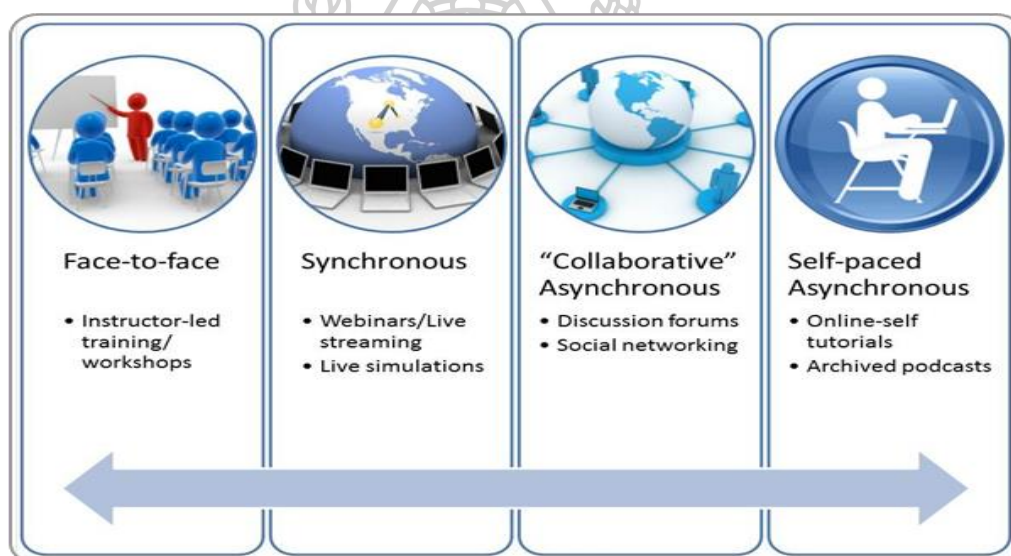 Face-to-face
• Instructor-led
training/
workshops
Synchronous
• Webinars/Live
streaming
• Live simulations
“Collaborative”
Asynchronous
• Discussion forums
• Social networking
Self-paced
Asynchronous
• Online-self
tutorials
• Archived podcasts